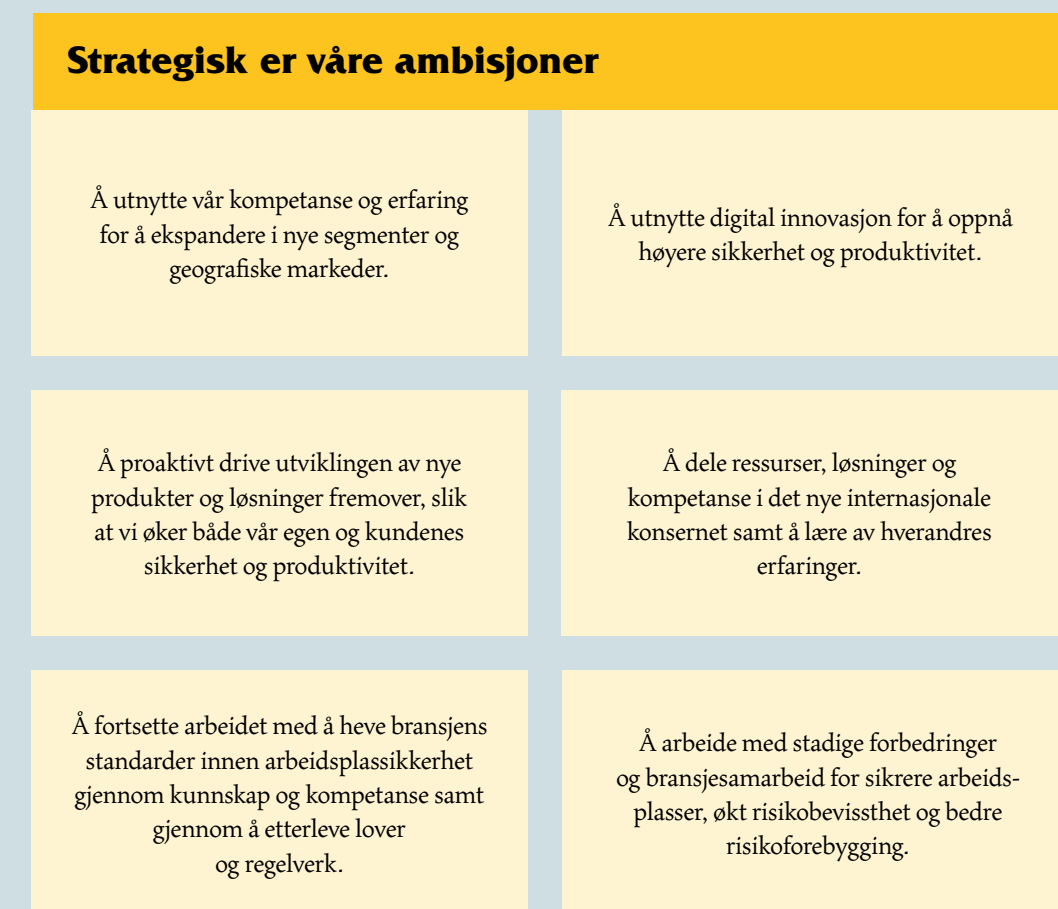 Strategisk er våre ambisjoner
Å utnytte vår kompetanse og erfaring
for å ekspandere i nye segmenter og
geografiske markeder.
Å utnytte digital innovasjon for å oppnå
høyere sikkerhet og produktivitet.
Å proaktivt drive utviklingen av nye
produkter og løsninger fremover, slik
at vi øker både vår egen og kundenes
sikkerhet og produktivitet.
Å dele ressurser, løsninger og
kompetanse i det nye internasjonale
konsernet samt å lære av hverandres
erfaringer.
Å fortsette arbeidet med å heve bransjens
standarder innen arbeidsplassikkerhet
gjennom kunnskap og kompetanse samt
gjennom å etterleve lover
og regelverk.
Å arbeide med stadige forbedringer
og bransjesamarbeid for sikrere arbeids-
plasser, økt risikobevissthet og bedre
risikoforebygging.